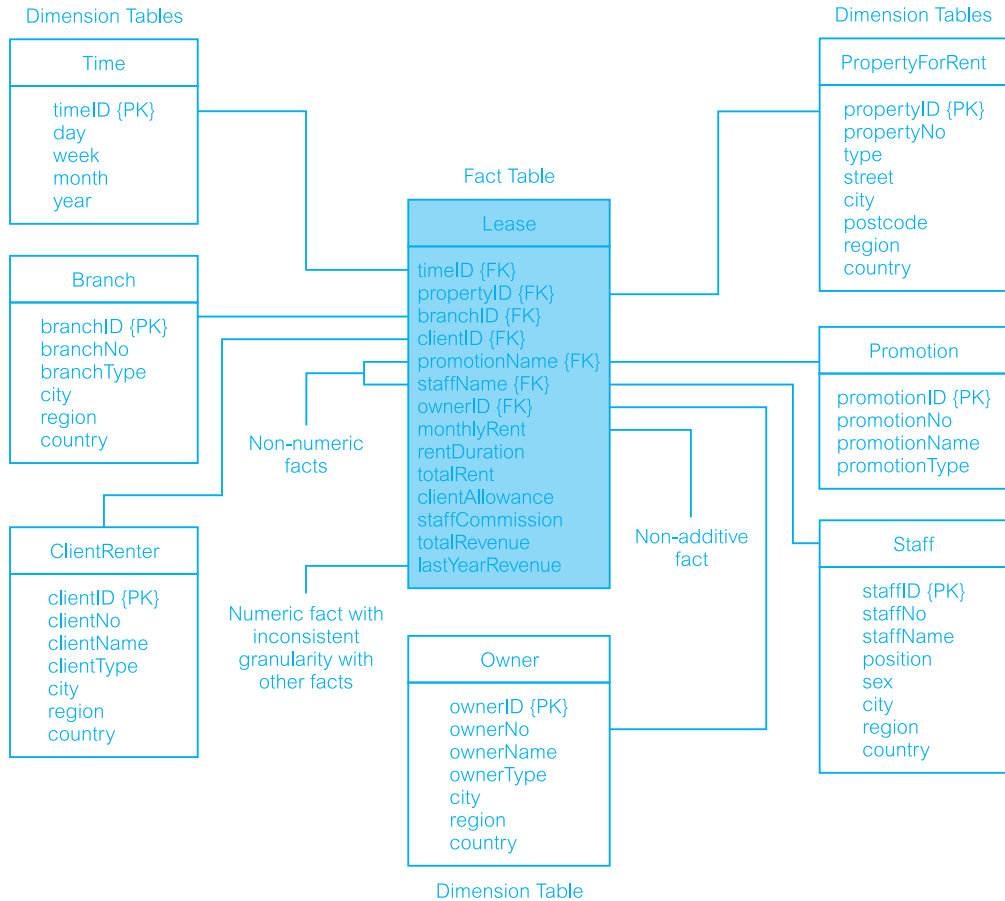 Dimension Tables
Time
timeID {PK}
day
week
month
year
Branch
branchID {PK}
branchNo
branchType
city
region
country
Non-numeric
facts
ClientRenter
clientID {PK}
clientNo
clientName
clientType
city
region
country
Numeric fact with
inconsistent
granularity with
other facts
Fact Table
Lease
timeID {FK}
propertyID {FK}
branchID {FK}
clientID {FK}
promotionName {FK}
staffName {FK}
ownerID {FK}
monthlyRent
rentDuration
totalRent
clientAllowance
staffCommission
totalRevenue
lastYearRevenue
Non-additive
fact
Owner
ownerID {PK}
ownerNo
ownerName
ownerType
city
region
country
Dimension Table
Dimension Tables
PropertyForRent
propertyID {PK}
propertyNo
type
street
city
postcode
region
country
Promotion
promotionID {PK}
promotionNo
promotionName
promotionType
Staff
staffID {PK}
staffNo
staffName
position
sex
city
region
country